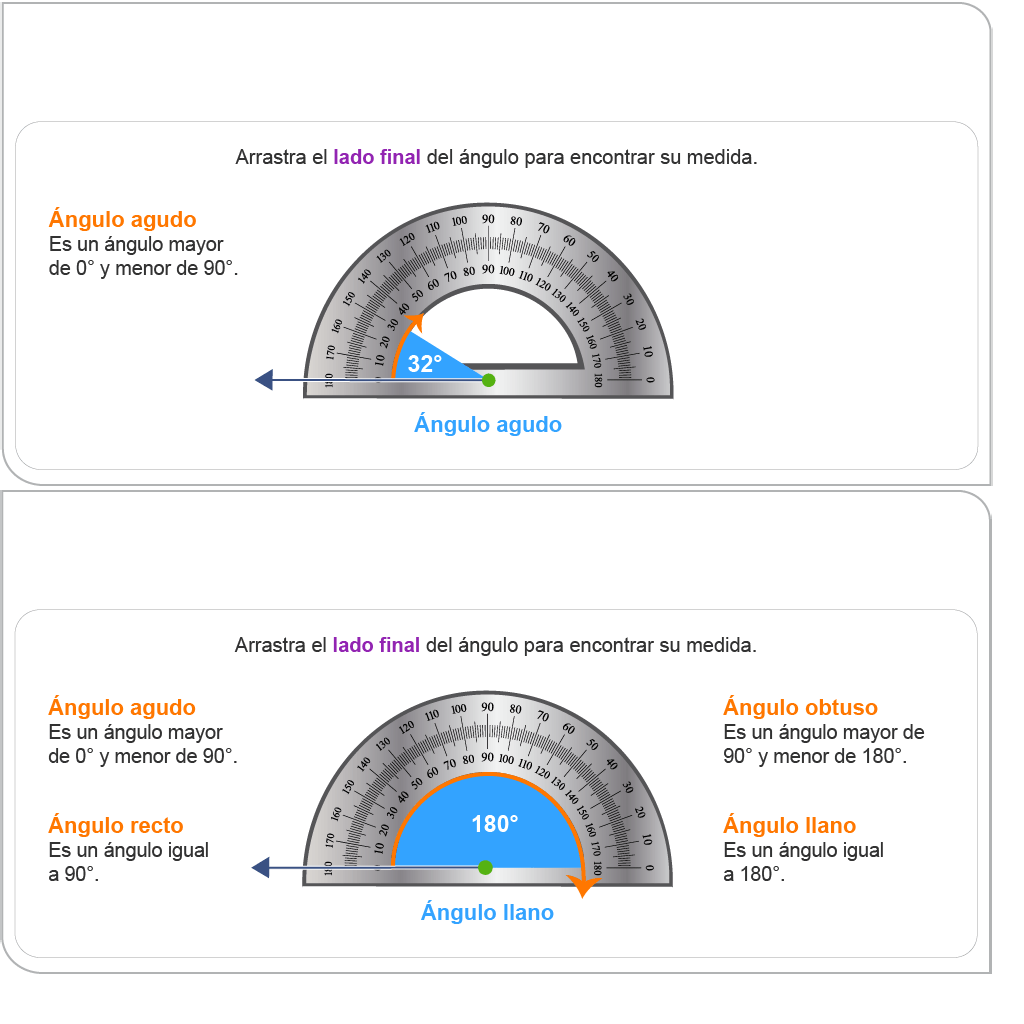 Arrastra el lado final del ángulo para encontrar su medida.
Ángulo agudo
Es un ángulo mayor
de 0° y menor de 90°.
180 170 160 150 140 130 120 110 100 90 80 70 60 50 40 30 20 10 0
10 20 30 40 50 60 70 80 90 100 110 120 130 140 150 160 170 180
32°
Ángulo agudo
Arrastra el lado final del ángulo para encontrar su medida.
Ángulo agudo
Es un ángulo mayor
de 0° y menor de 90°.
Ángulo recto
Es un ángulo igual
a 90°.
180 170 160 150 140 130 120 110 100 90 80 70 60 50 40 30 20 10 0
10 20 30 40 50 60 70 80 90 100 110 120 130 140 150 160 170 180
180°
Ángulo llano
Ángulo obtuso
Es un ángulo mayor de
90° y menor de 180°.
Ángulo llano
Es un ángulo igual
a 180°.